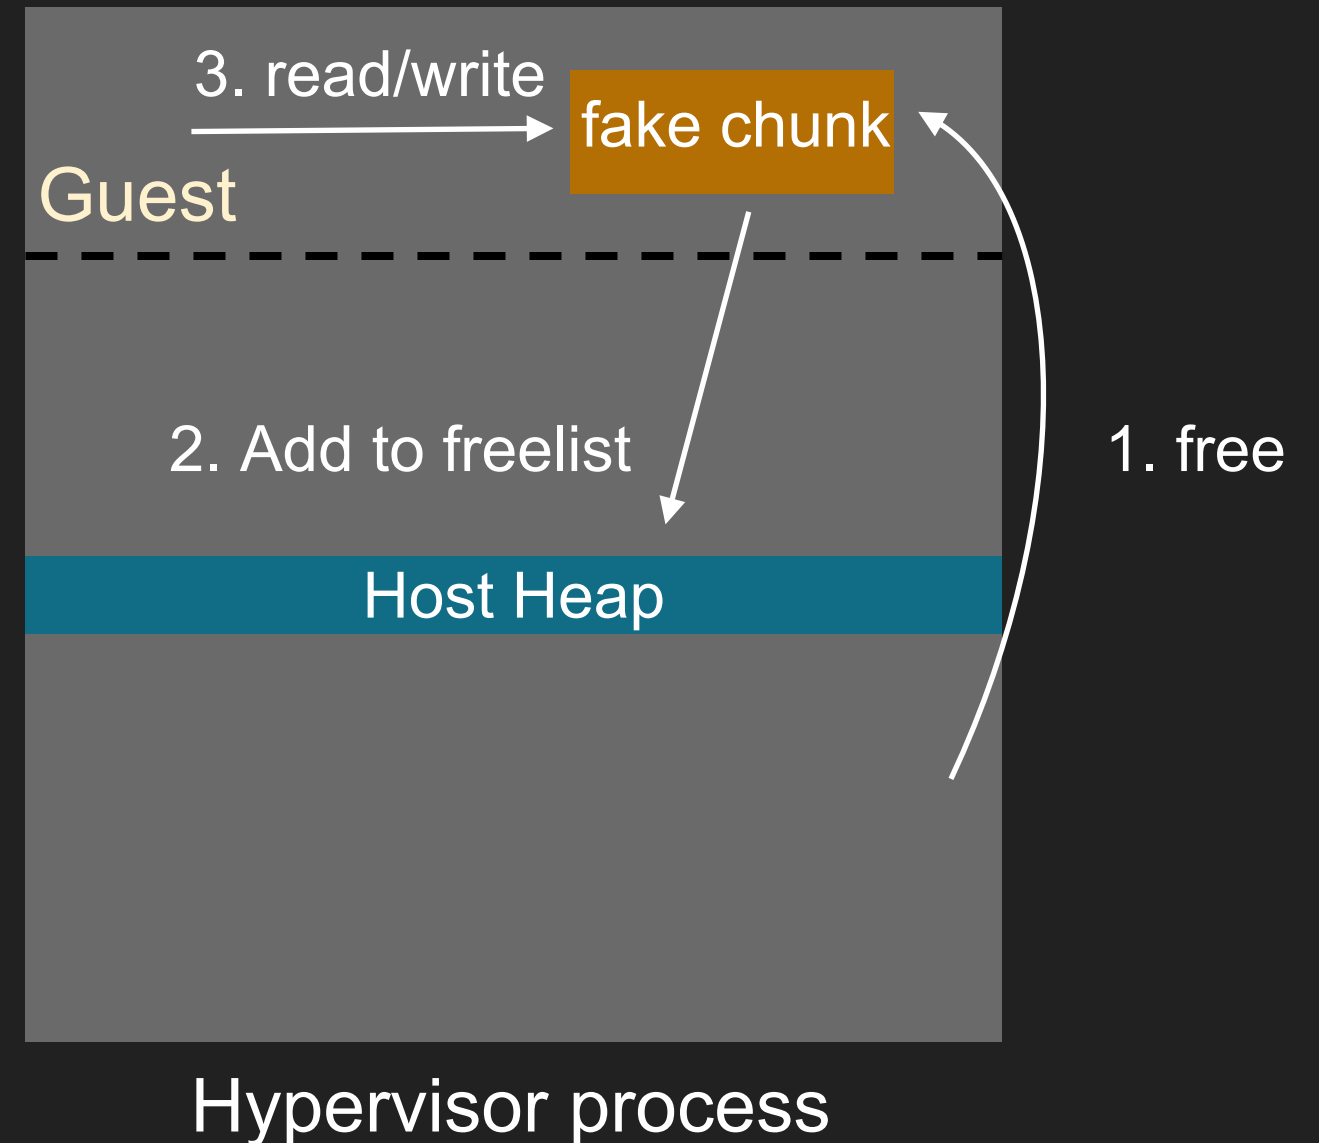 3. read/write
fake chunk
Guest
2. Add to freelist
1. free
Host Heap
Hypervisor process